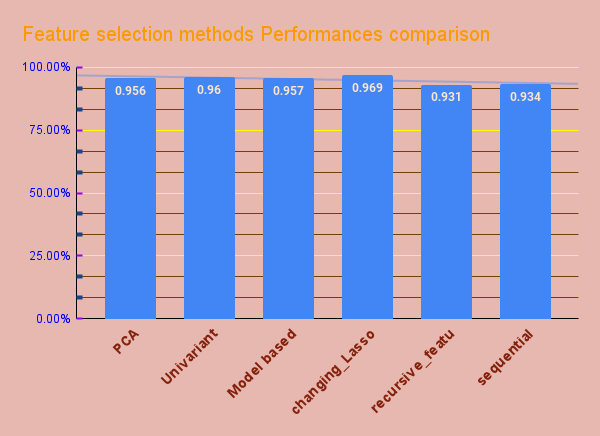 Feature selection methods Performances comparison
100.00%
75.00%
50.00%
25.00%
0.00%
0.956
0.96
0.957
0.969
0.931
0.934
PCA
Univariant
Model based
changing_Lasso
recursive_featu
sequential